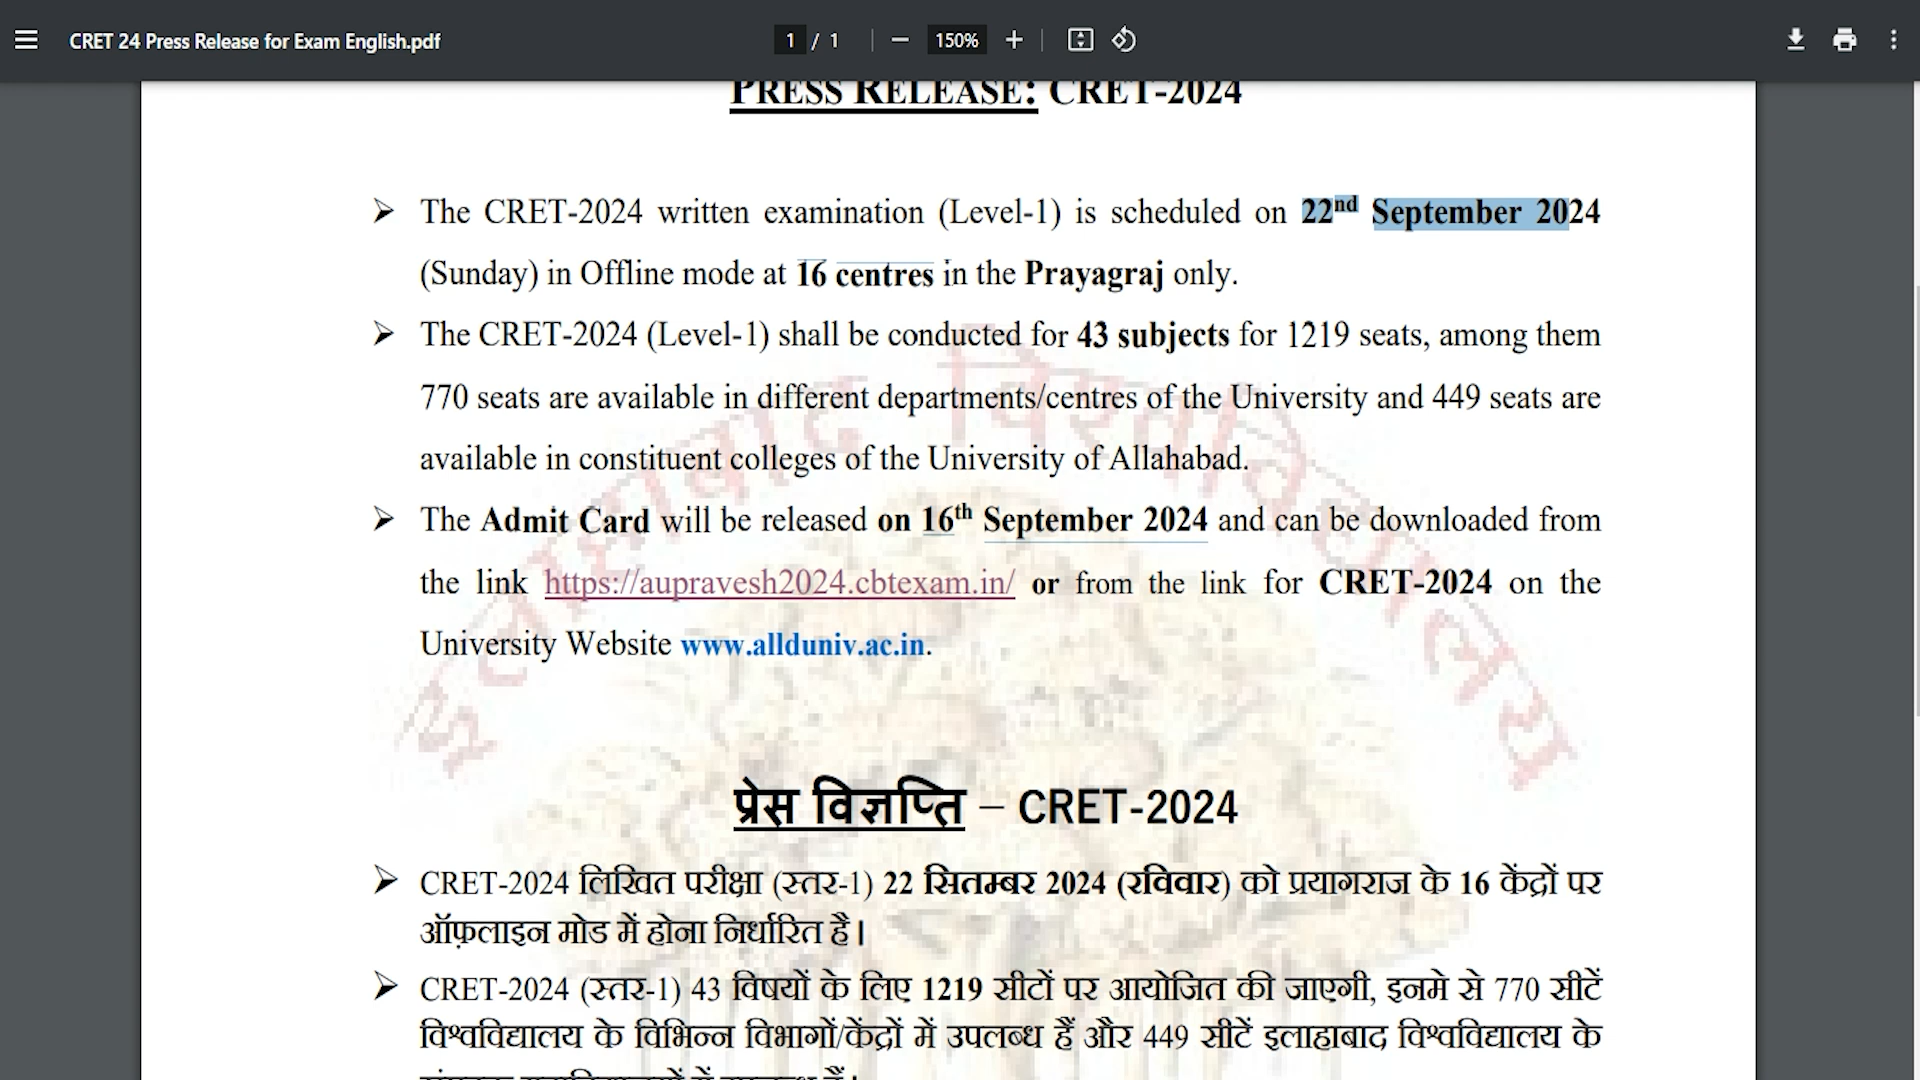 CRET 24 Press Release for Exam English.pdf
1 / 1
150%
PRESS RELEASE: CRET-2024
➢ The CRET-2024 written examination (Level-1) is scheduled on 22nd September 2024
(Sunday) in Offline mode at 16 centres in the Prayagraj only.
➢ The CRET-2024 (Level-1) shall be conducted for 43 subjects for 1219 seats, among them
770 seats are available in different departments/centres of the University and 449 seats are
available in constituent colleges of the University of Allahabad.
➢ The Admit Card will be released on 16th September 2024 and can be downloaded from
the link https://aupravesh2024.cbtexam.in/ or from the link for CRET-2024 on the
University Website www.allduniv.ac.in.
इलाहाबाद विश्वविद्यालय
प्रेस विज्ञप्ति – CRET-2024
➢ CRET-2024 लिखित परीक्षा (स्तर-1) 22 सितम्बर 2024 (रविवार) को प्रयागराज के 16 केंद्रों पर
ऑफ़लाइन मोड में होना निर्धारित है।
➢ CRET-2024 (स्तर-1) 43 विषयों के लिए 1219 सीटों पर आयोजित की जाएगी, इनमे से 770 सीटें
विश्वविद्यालय के विभिन्न विभागों/केंद्रों में उपलब्ध हैं और 449 सीटें इलाहाबाद विश्वविद्यालय के